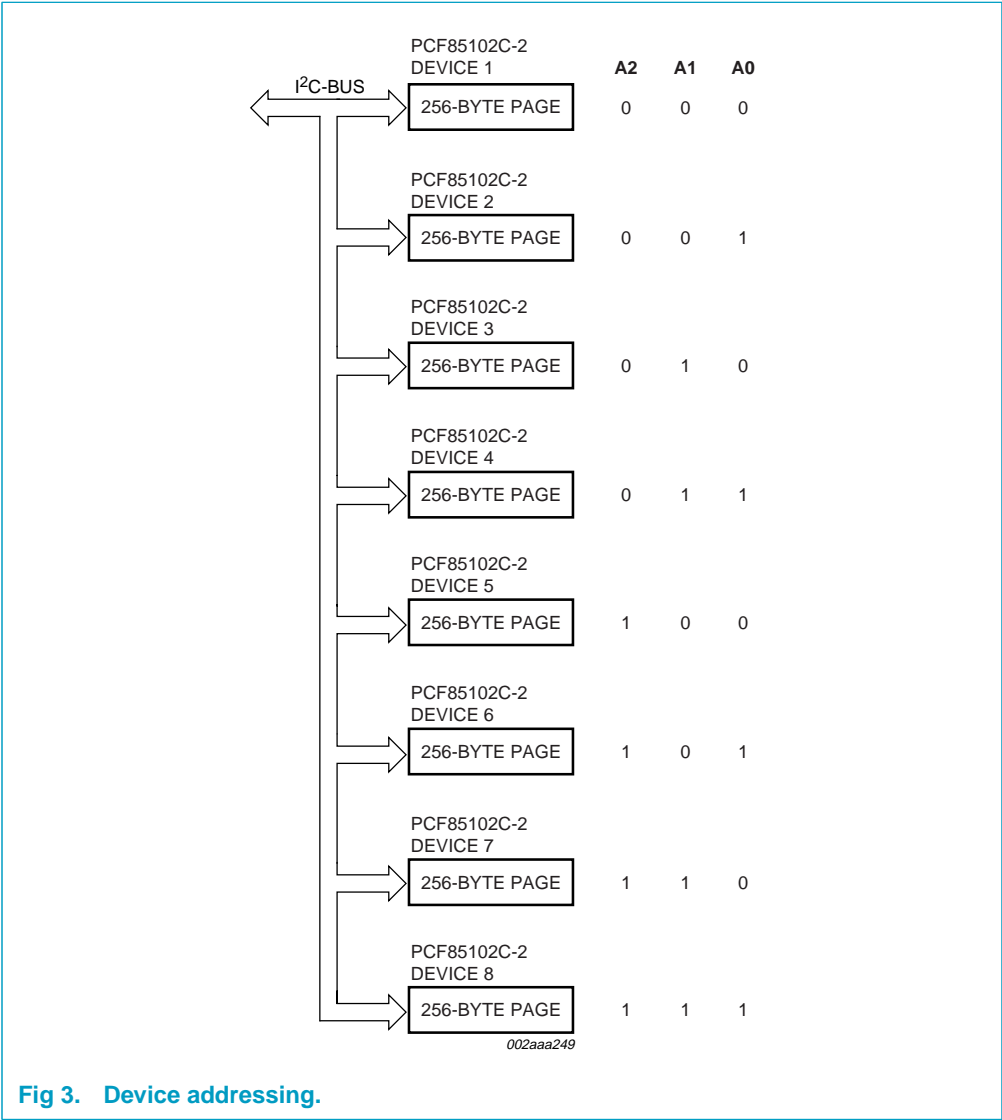 PCF85102C-2
DEVICE 1 A2 A1 A0
I²C-BUS
256-BYTE PAGE 0 0 0
PCF85102C-2
DEVICE 2
256-BYTE PAGE 0 0 1
PCF85102C-2
DEVICE 3
256-BYTE PAGE 0 1 0
PCF85102C-2
DEVICE 4
256-BYTE PAGE 0 1 1
PCF85102C-2
DEVICE 5
256-BYTE PAGE 1 0 0
PCF85102C-2
DEVICE 6
256-BYTE PAGE 1 0 1
PCF85102C-2
DEVICE 7
256-BYTE PAGE 1 1 0
PCF85102C-2
DEVICE 8
256-BYTE PAGE 1 1 1
002aaa249
Fig 3. Device addressing.